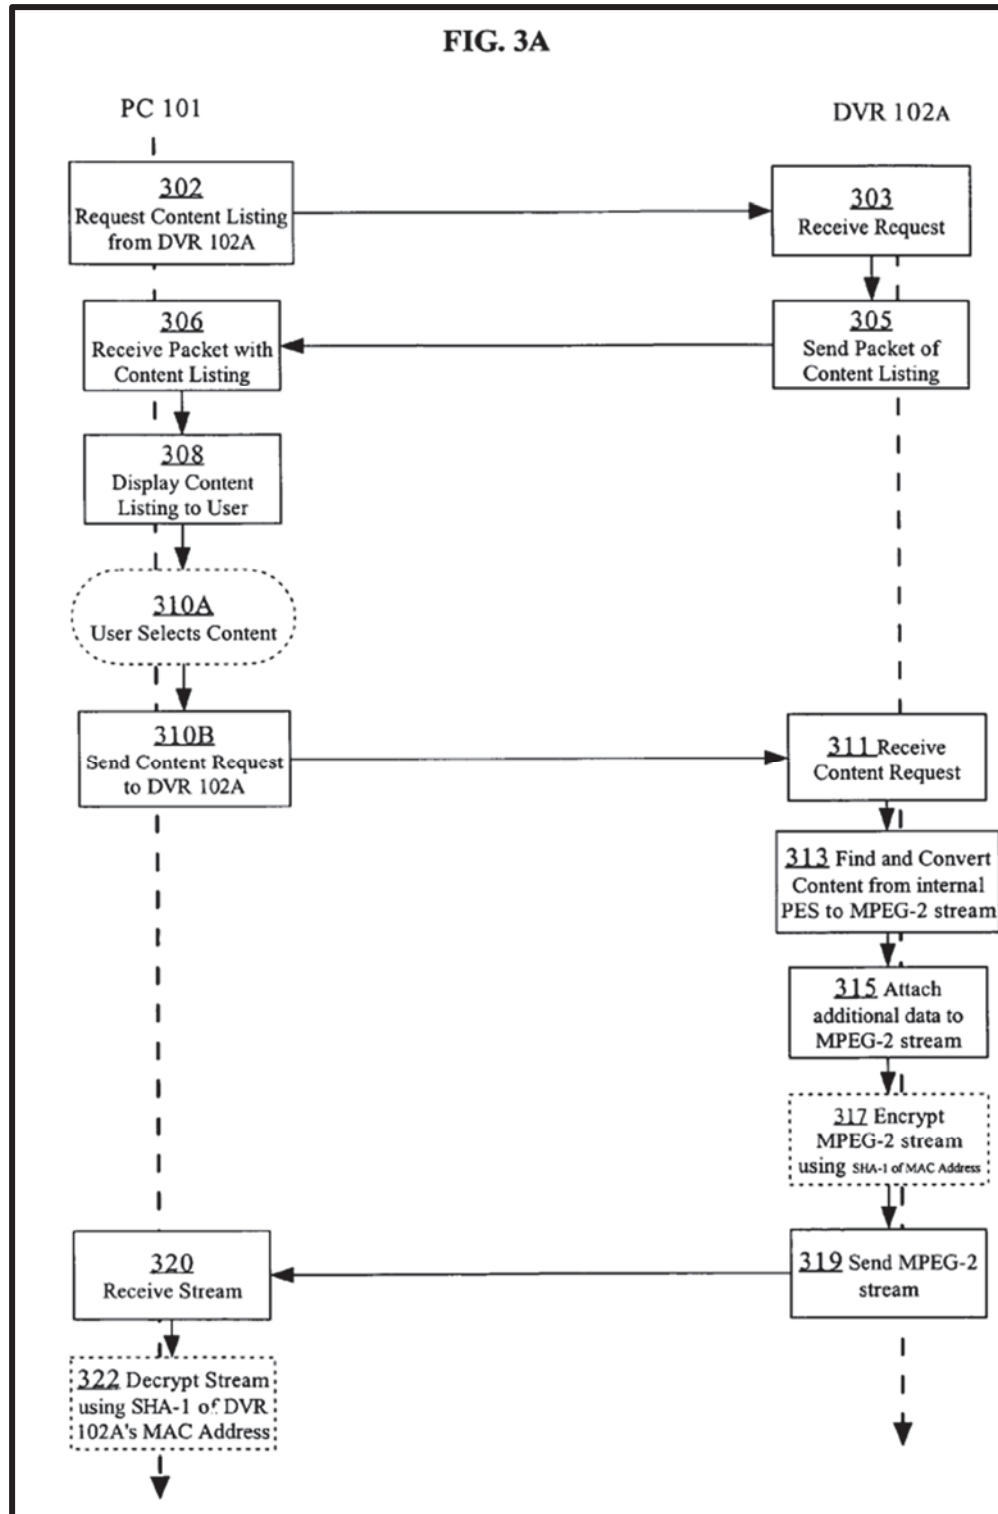 FIG. 3A
PC 101
DVR 102A
302
Request Content Listing
from DVR 102A
303
Receive Request
306
Receive Packet with
Content Listing
305
Send Packet of
Content Listing
308
Display Content
Listing to User
310A
User Selects Content
310B
Send Content Request
to DVR 102A
311 Receive
Content Request
313 Find and Convert
Content from internal
PES to MPEG-2 stream
315 Attach
additional data to
MPEG-2 stream
317 Encrypt
MPEG-2 stream
using SHA-1 of MAC Address
320
Receive Stream
319 Send MPEG-2
stream
322 Decrypt Stream
using SHA-1 of DVR
102A's MAC Address